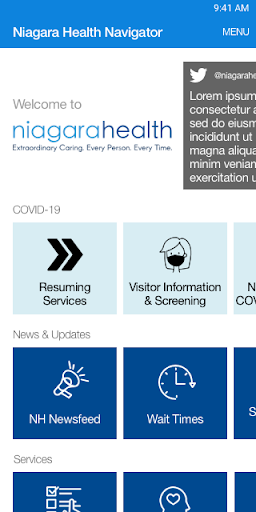 9:41 AM
Niagara Health Navigator
MENU
Welcome to
niagarahealth
Extraordinary Caring. Every Person. Every Time.
@niagarahe
Lorem ipsum
consectetur a
sed do eiusm
incididunt ut
magna aliqua
minim veniam
exercitation u
COVID-19
Resuming
Services
Visitor Information
& Screening
N
COV
News & Updates
NH Newsfeed
Wait Times
S
Services